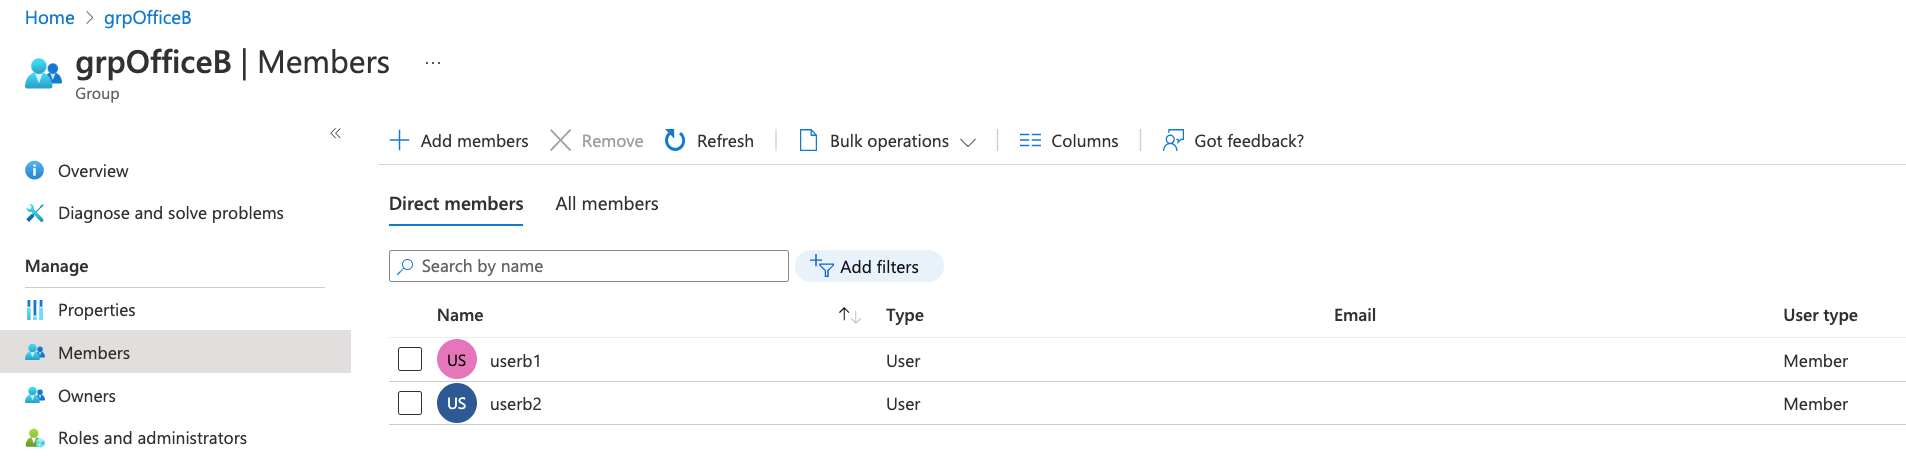 Home > grpOfficeB
grpOfficeB | Members ...
Group
«
Add members Remove Refresh Bulk operations Columns Got feedback?
Overview
Diagnose and solve problems
Manage
Properties
Members
Owners
Roles and administrators
Direct members All members
Search by name Add filters
Name ↑↓ Type Email User type
US userb1 User Member
US userb2 User Member